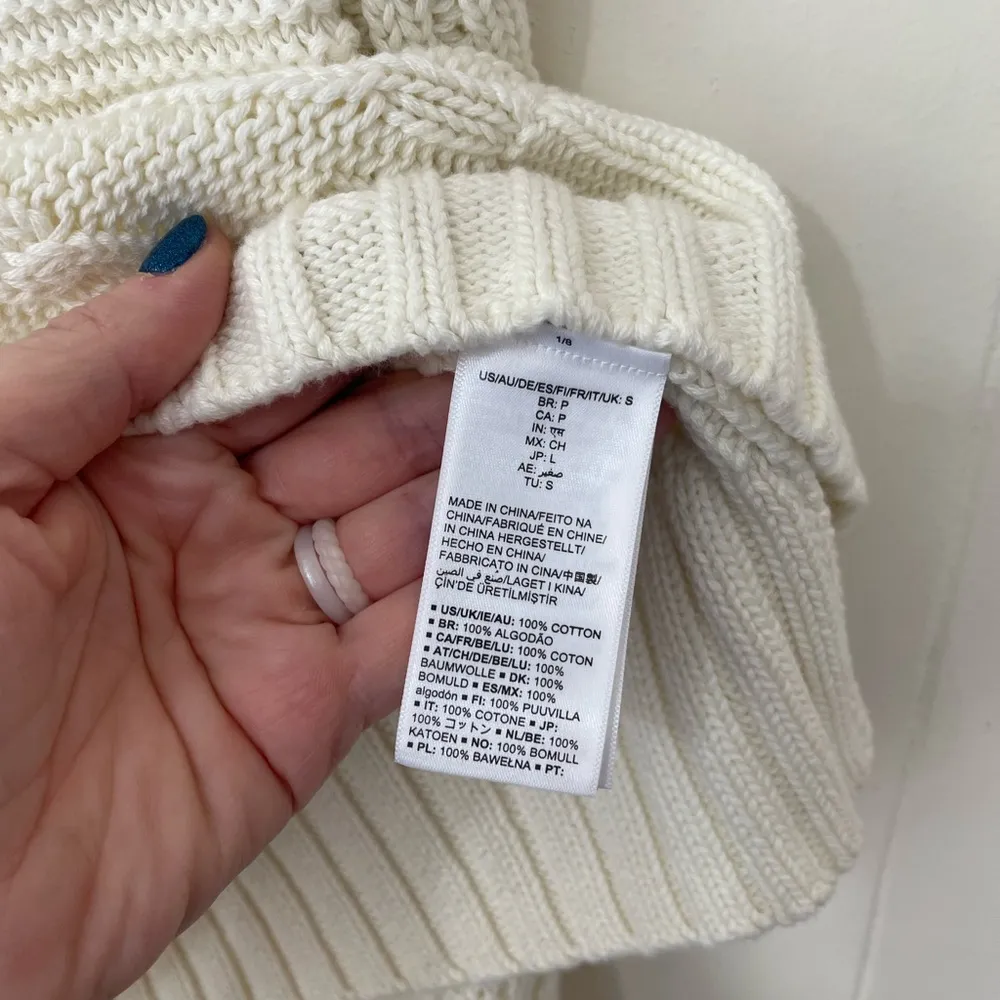 1/8
US/AU/DE/ES/FI/FR/IT/UK: S
BR: P
CA: P
IN: एस
MX: CH
JP: L
AE: صغير
TU: S
MADE IN CHINA/FEITO NA
CHINA/FABRIQUÉ EN CHINE/
IN CHINA HERGESTELLT/
HECHO EN CHINA/
FABBRICATO IN CINA/中国製/
صُنع في الصين/LAGET I KINA/
ÇİN'DE ÜRETİLMİŞTİR
▪ US/UK/IE/AU: 100% COTTON
▪ BR: 100% ALGODÃO
▪ CA/FR/BE/LU: 100% COTON
▪ AT/CH/DE/BE/LU: 100%
BAUMWOLLE ▪ DK: 100%
BOMULD ▪ ES/MX: 100%
algodón ▪ FI: 100% PUUVILLA
▪ IT: 100% COTONE ▪ JP:
100% コットン ▪ NL/BE: 100%
KATOEN ▪ NO: 100% BOMULL
▪ PL: 100% BAWEŁNA ▪ PT: